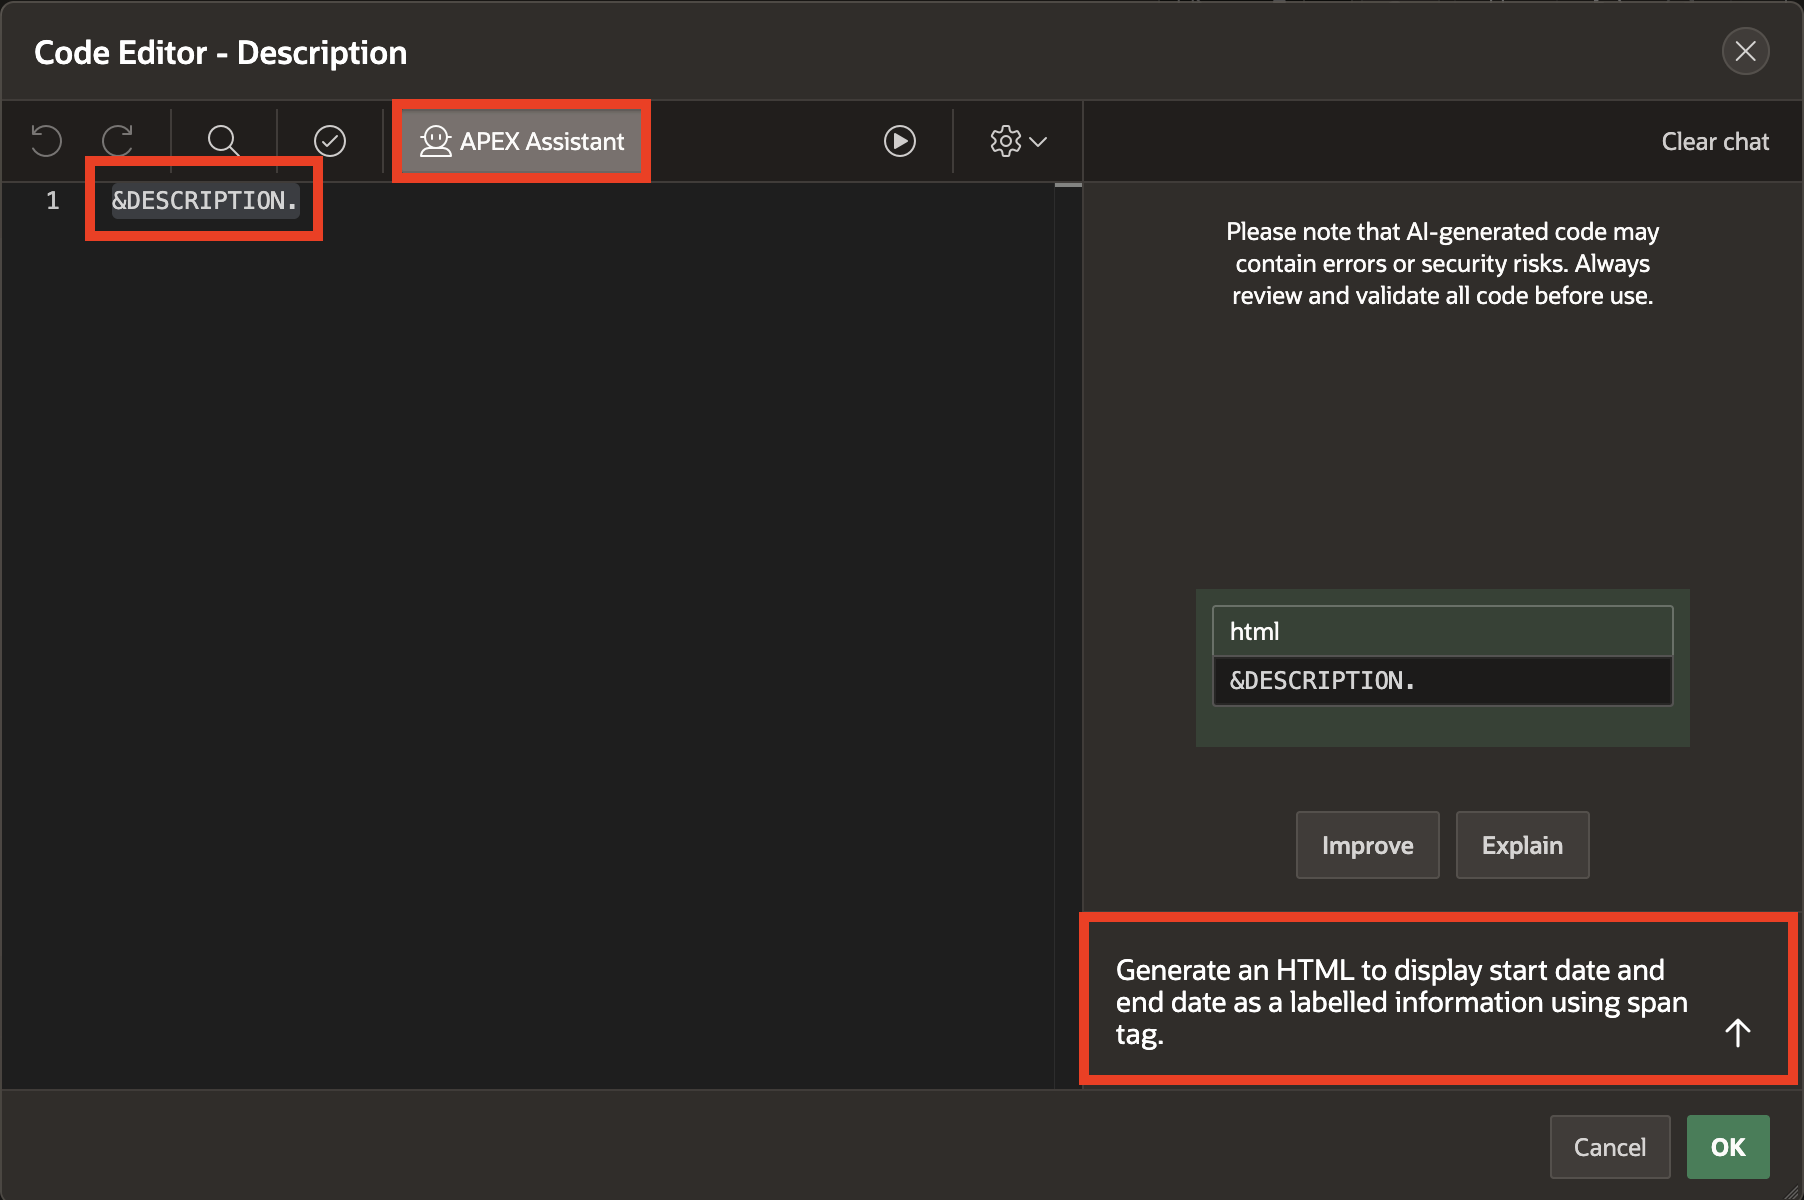 Code Editor - Description
APEX Assistant
Clear chat
1 &DESCRIPTION.
Please note that AI-generated code may
contain errors or security risks. Always
review and validate all code before use.
html
&DESCRIPTION.
Improve
Explain
Generate an HTML to display start date and
end date as a labelled information using span
tag.
Cancel
OK